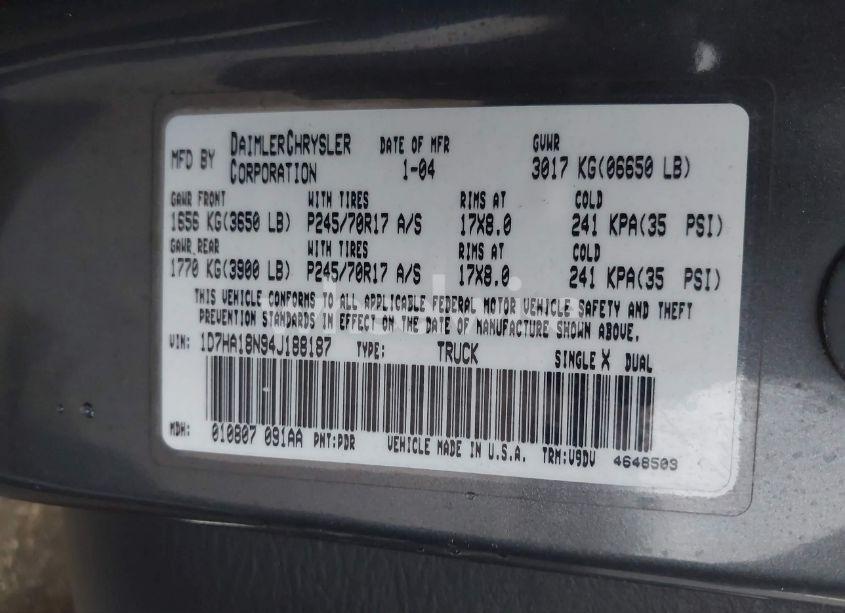 MFD BY DAIMLERCHRYSLER CORPORATION DATE OF MFR 1-04 GVWR 3017 KG(06650 LB)
GAWR FRONT WITH TIRES RIMS AT COLD
1656 KG(3650 LB) P245/70R17 A/S 17X8.0 241 KPA(35 PSI)
GAWR REAR WITH TIRES RIMS AT COLD
1770 KG(3900 LB) P245/70R17 A/S 17X8.0 241 KPA(35 PSI)
THIS VEHICLE CONFORMS TO ALL APPLICABLE FEDERAL MOTOR VEHICLE SAFETY AND THEFT
PREVENTION STANDARDS IN EFFECT ON THE DATE OF MANUFACTURE SHOWN ABOVE.
VIN: 1D7HA18N94J188187 TYPE: TRUCK SINGLE X DUAL
MDH: 010807 091AA PNT:PDR VEHICLE MADE IN U.S.A. TRM:V9DV 4648503